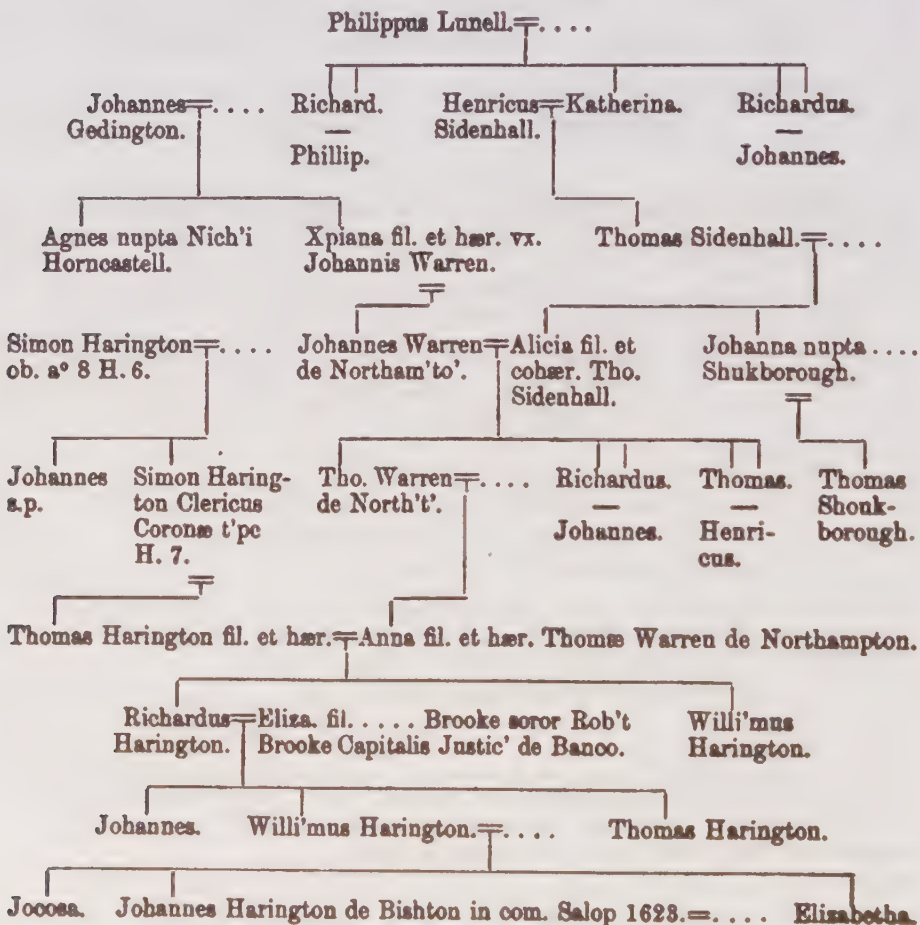 Philippus Lunell.=. . . .
Johannes=. . . . Richard. Henricus=Katherina. Richardus.
Gedington. — Sidenhall. —
Phillip. Johannes.
Agnes nupta Nich'i Xpiana fil. et hær. vx. Thomas Sidenhall.=. . . .
Horncastell. Johannis Warren.
Simon Harington=. . . . Johannes Warren=Alicia fil. et Johanna nupta . . . .
ob. aº 8 H. 6. de Northam'to'. cohær. Tho. Shukborough.
Sidenhall.
Johannes Simon Haring- Tho. Warren=. . . . Richardus. Thomas. Thomas
s.p. ton Clericus de North't'. — — Shonk-
Coronæ t'pe Johannes. Henri- borough.
H. 7. cus.
Thomas Harington fil. et hær.=Anna fil. et hær. Thomæ Warren de Northampton.
Richardus=Eliza. fil. . . . . . Brooke soror Rob't Willi'mus
Harington. Brooke Capitalis Justic' de Banco. Harington.
Johannes. Willi'mus Harington.=. . . . Thomas Harington.
Jocosa. Johannes Harington de Bishton in com. Salop 1623.=. . . . Elizabetha.